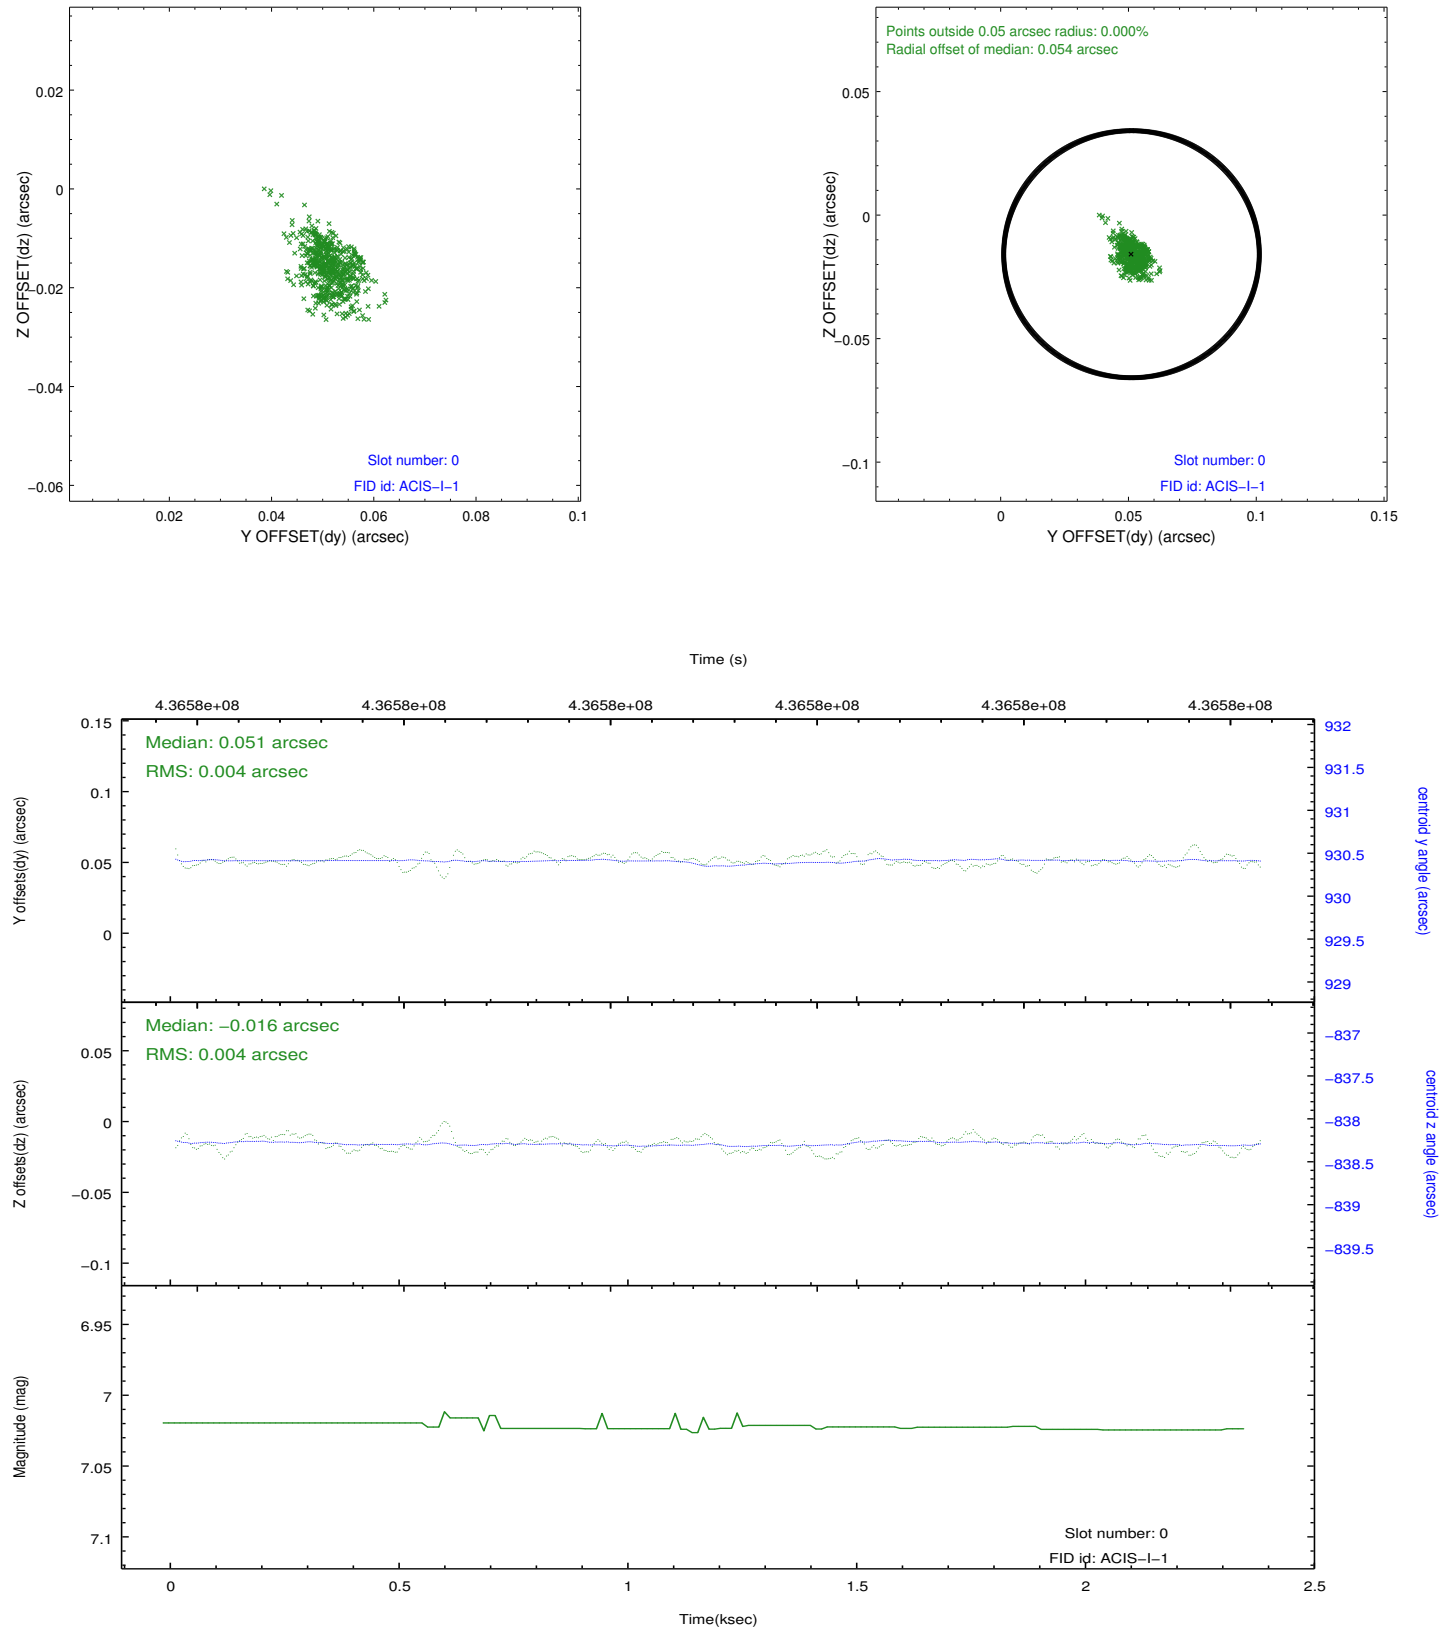 0.02
0
−0.02
−0.04
−0.06
Z OFFSET(dz) (arcsec)
Slot number: 0
FID id: ACIS−I−1
0.02 0.04 0.06 0.08 0.1
Y OFFSET(dy) (arcsec)
Points outside 0.05 arcsec radius: 0.000%
Radial offset of median: 0.054 arcsec
0.05
0
−0.05
−0.1
Z OFFSET(dz) (arcsec)
Slot number: 0
FID id: ACIS−I−1
0 0.05 0.1 0.15
Y OFFSET(dy) (arcsec)
Time (s)
4.3658e+08 4.3658e+08 4.3658e+08 4.3658e+08 4.3658e+08 4.3658e+08
Median: 0.051 arcsec
RMS: 0.004 arcsec
0.15
0.1
0.05
0
Y offsets(dy) (arcsec)
932
931.5
931
930.5
930
929.5
929
centroid y angle (arcsec)
Median: −0.016 arcsec
RMS: 0.004 arcsec
0.05
0
−0.05
−0.1
Z offsets(dz) (arcsec)
−837
−837.5
−838
−838.5
−839
−839.5
centroid z angle (arcsec)
6.95
7
7.05
7.1
Magnitude (mag)
Slot number: 0
FID id: ACIS−I−1
0 0.5 1 1.5 2 2.5
Time(ksec)